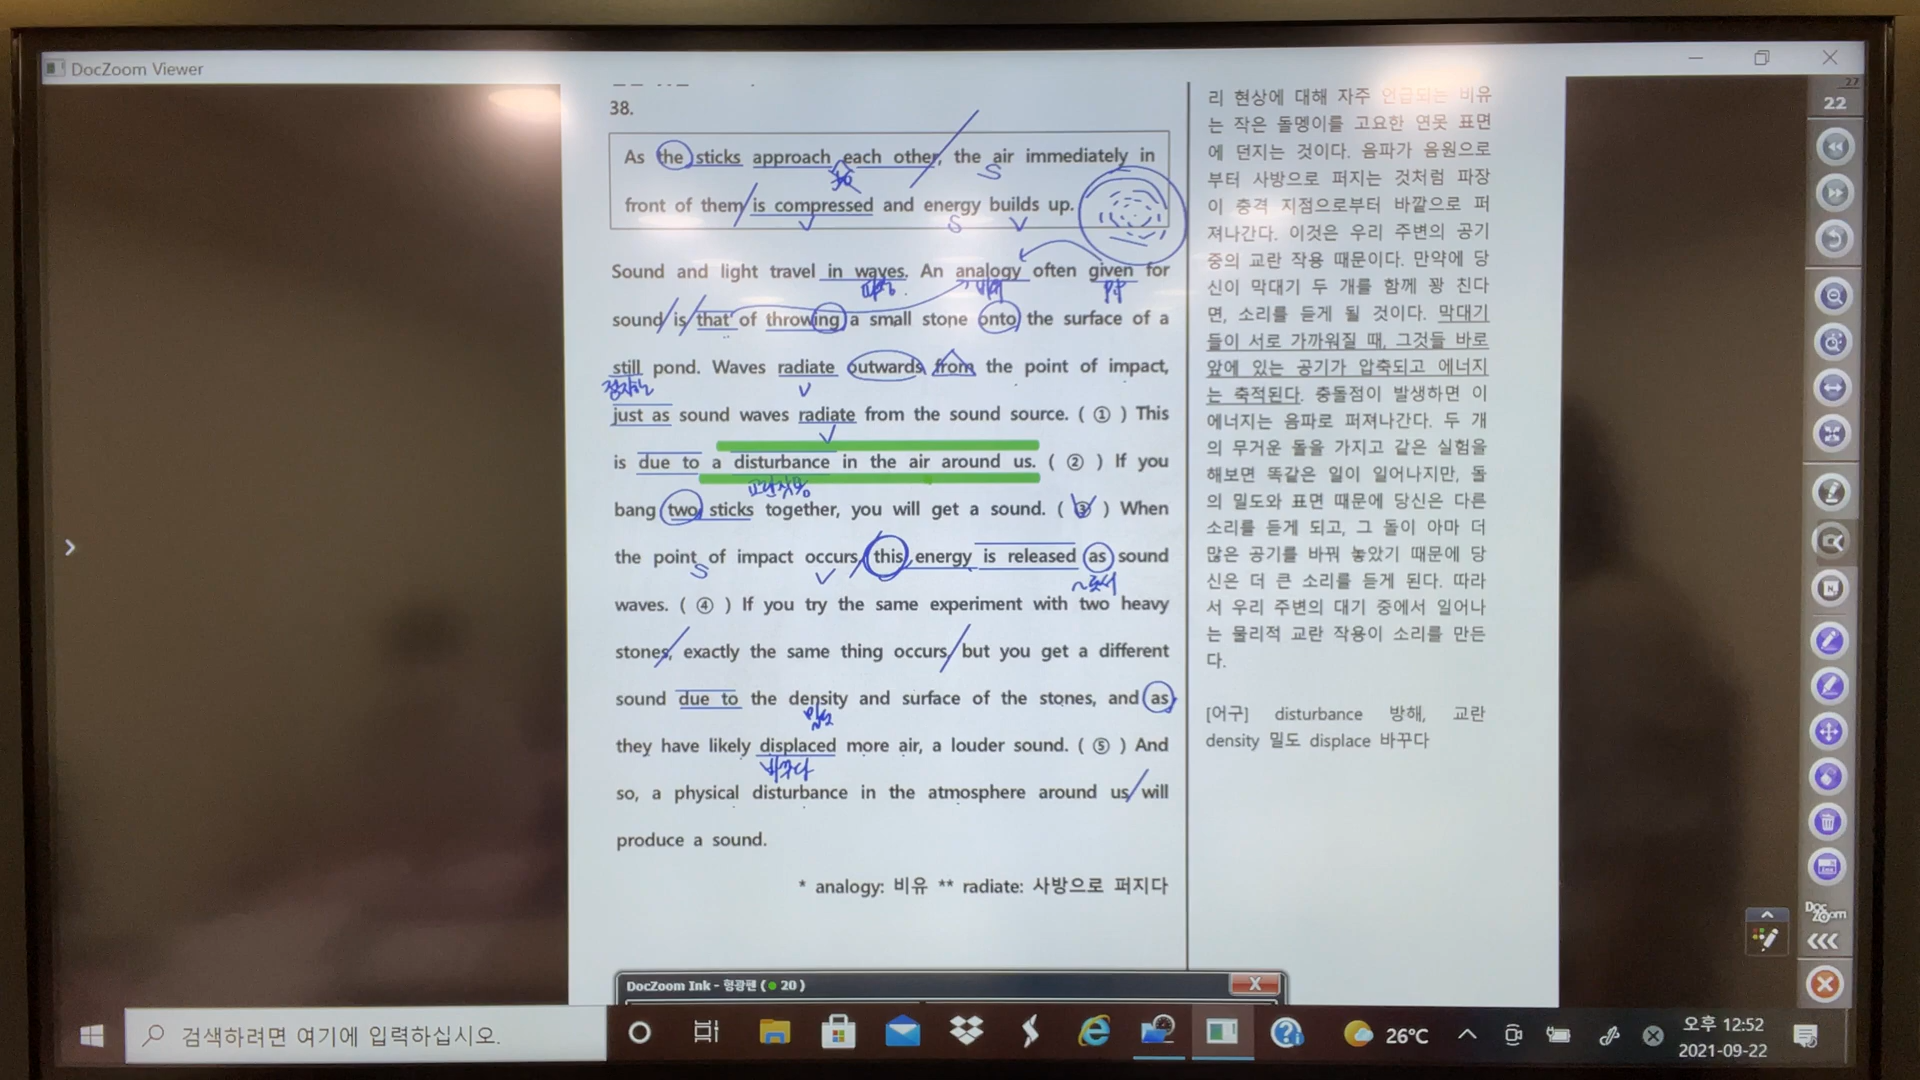 DocZoom Viewer
27
22
38.
As the sticks approach each other, the air immediately in
front of them is compressed and energy builds up.
Sound and light travel in waves. An analogy often given for
sound is that of throwing a small stone onto the surface of a
still pond. Waves radiate outwards from the point of impact,
just as sound waves radiate from the sound source. ( ① ) This
is due to a disturbance in the air around us. ( ② ) If you
bang two sticks together, you will get a sound. ( ③ ) When
the point of impact occurs, this energy is released as sound
waves. ( ④ ) If you try the same experiment with two heavy
stones, exactly the same thing occurs, but you get a different
sound due to the density and surface of the stones, and as
they have likely displaced more air, a louder sound. ( ⑤ ) And
so, a physical disturbance in the atmosphere around us will
produce a sound.
* analogy: 비유 ** radiate: 사방으로 퍼지다
S
S
파장
비유
p.p
정지한
교란작용
S
~로서
밀도
바꾸다
리 현상에 대해 자주 언급되는 비유
는 작은 돌멩이를 고요한 연못 표면
에 던지는 것이다. 음파가 음원으로
부터 사방으로 퍼지는 것처럼 파장
이 충격 지점으로부터 바깥으로 퍼
져나간다. 이것은 우리 주변의 공기
중의 교란 작용 때문이다. 만약에 당
신이 막대기 두 개를 함께 꽝 친다
면, 소리를 듣게 될 것이다. 막대기
들이 서로 가까워질 때, 그것들 바로
앞에 있는 공기가 압축되고 에너지
는 축적된다. 충돌점이 발생하면 이
에너지는 음파로 퍼져나간다. 두 개
의 무거운 돌을 가지고 같은 실험을
해보면 똑같은 일이 일어나지만, 돌
의 밀도와 표면 때문에 당신은 다른
소리를 듣게 되고, 그 돌이 아마 더
많은 공기를 바꿔 놓았기 때문에 당
신은 더 큰 소리를 듣게 된다. 따라
서 우리 주변의 대기 중에서 일어나
는 물리적 교란 작용이 소리를 만든
다.
[어구] disturbance 방해, 교란
density 밀도 displace 바꾸다
DocZoom
DocZoom Ink - 형광펜 ( 20 )
X
검색하려면 여기에 입력하십시오.
26°C
오후 12:52
2021-09-22